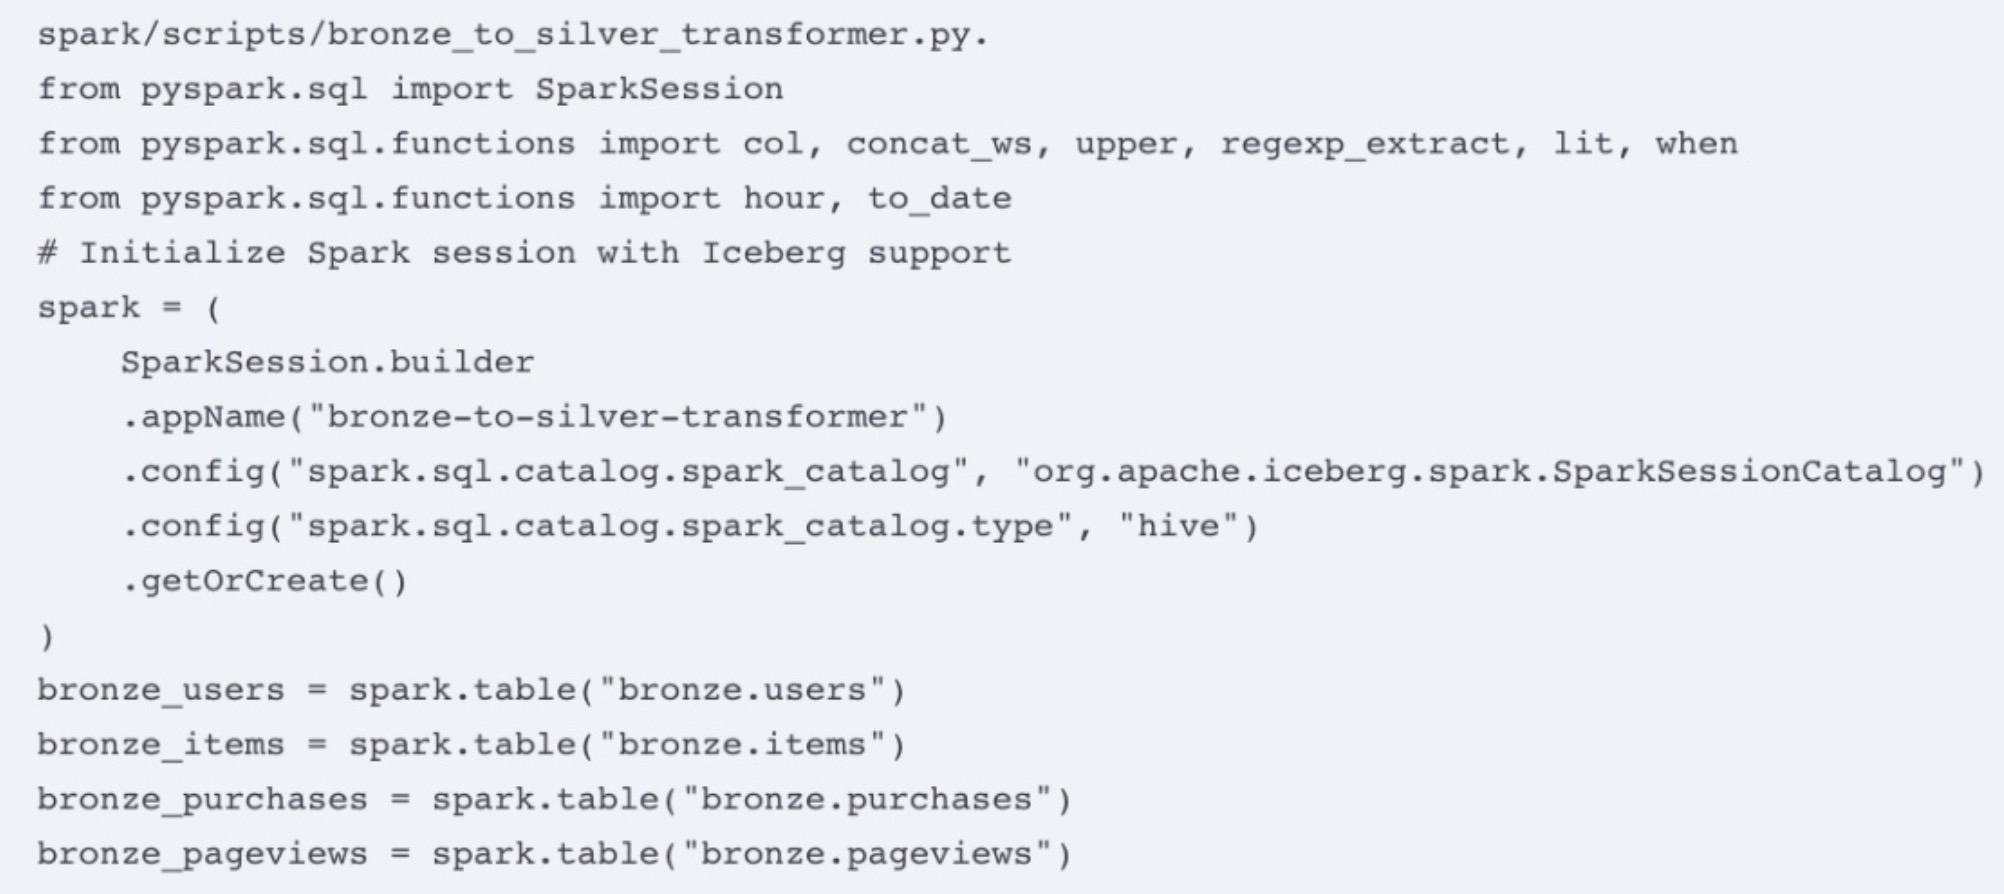 spark/scripts/bronze_to_silver_transformer.py.
from pyspark.sql import SparkSession
from pyspark.sql.functions import col, concat_ws, upper, regexp_extract, lit, when
from pyspark.sql.functions import hour, to_date
# Initialize Spark session with Iceberg support
spark = (
    SparkSession.builder
    .appName("bronze-to-silver-transformer")
    .config("spark.sql.catalog.spark_catalog", "org.apache.iceberg.spark.SparkSessionCatalog")
    .config("spark.sql.catalog.spark_catalog.type", "hive")
    .getOrCreate()
)
bronze_users = spark.table("bronze.users")
bronze_items = spark.table("bronze.items")
bronze_purchases = spark.table("bronze.purchases")
bronze_pageviews = spark.table("bronze.pageviews")